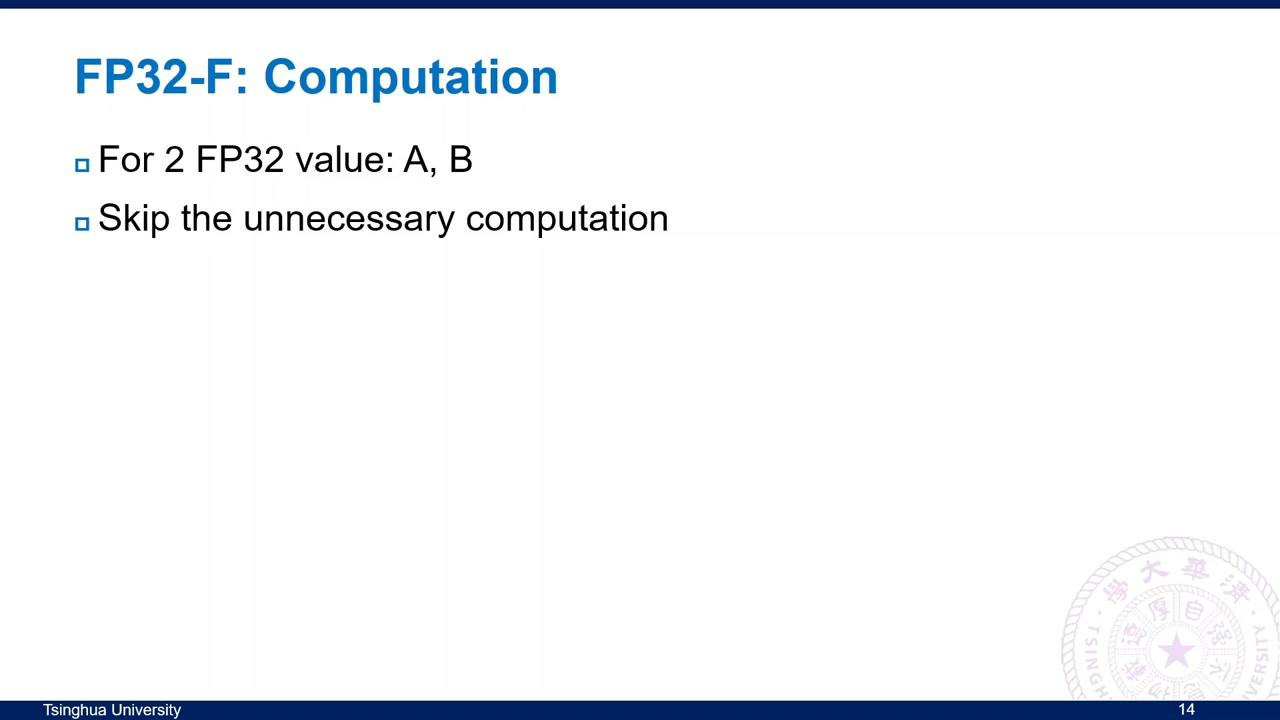 FP32-F: Computation
For 2 FP32 value: A, B
Skip the unnecessary computation
Tsinghua University
14